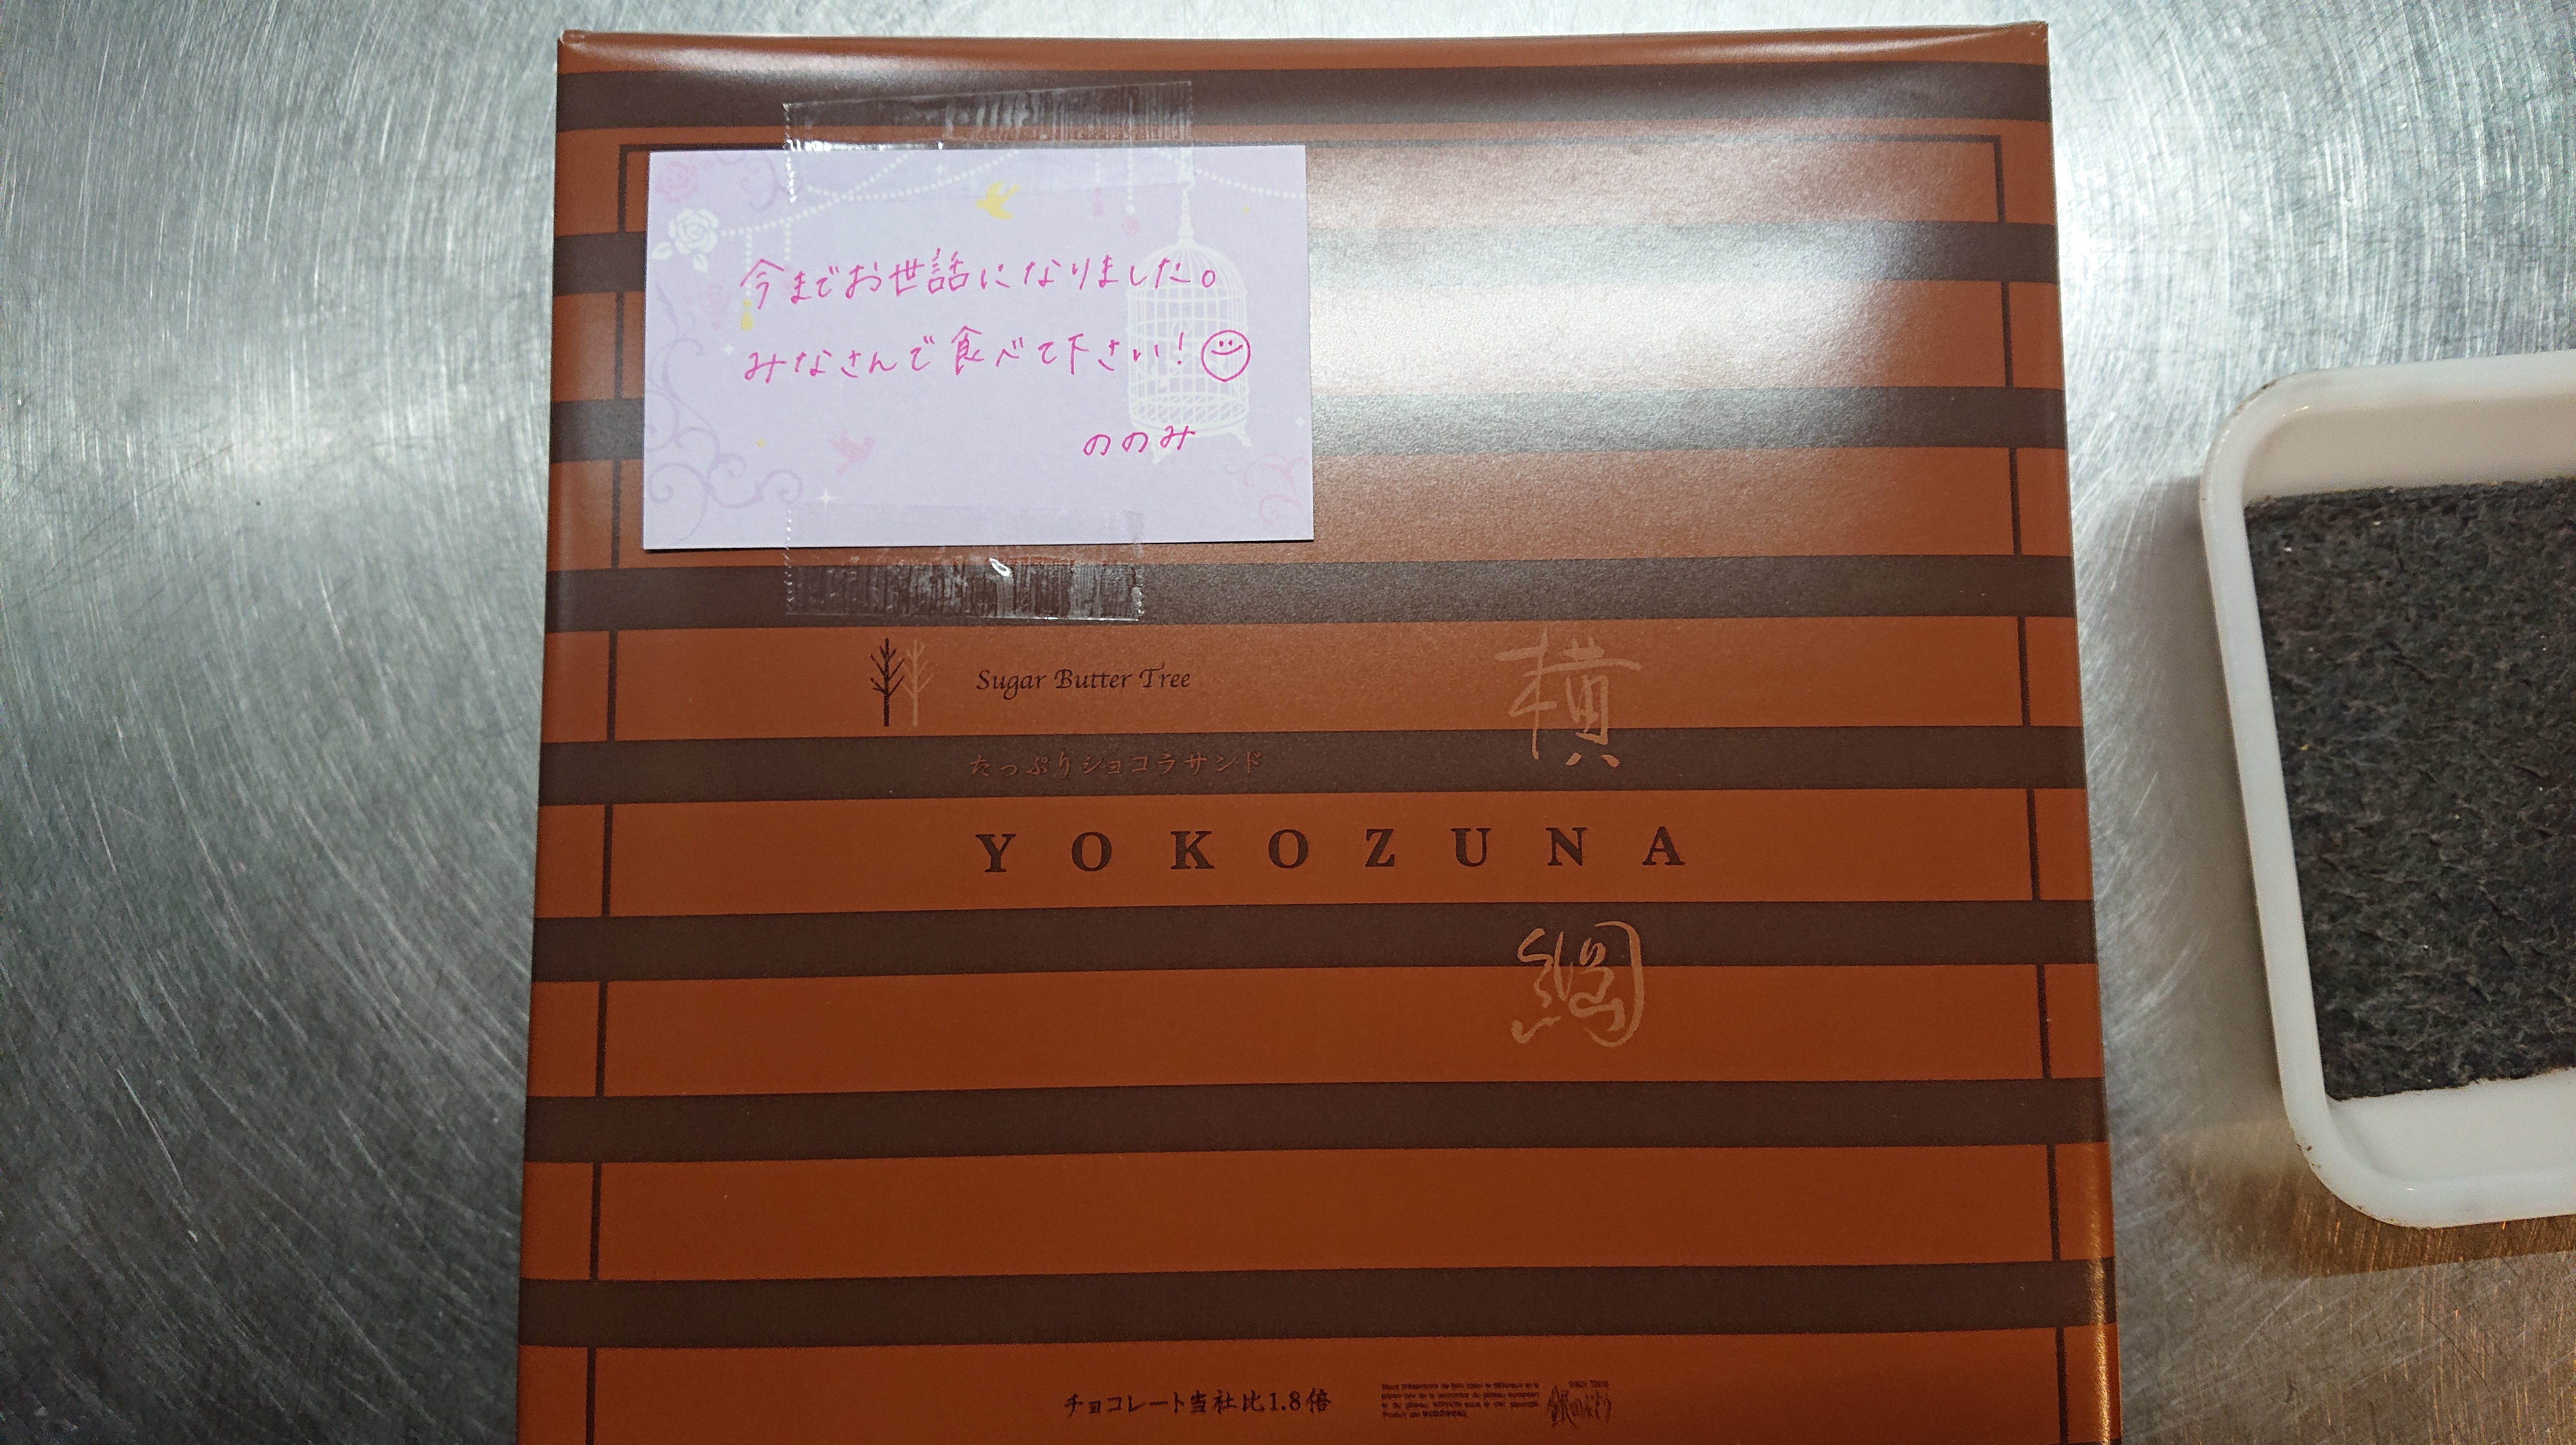 今までお世話になりました。
みなさんで食べて下さい!
ののみ
Sugar Butter Tree
たっぷりショコラサンド
横綱
YOKOZUNA
チョコレート当社比1.8倍